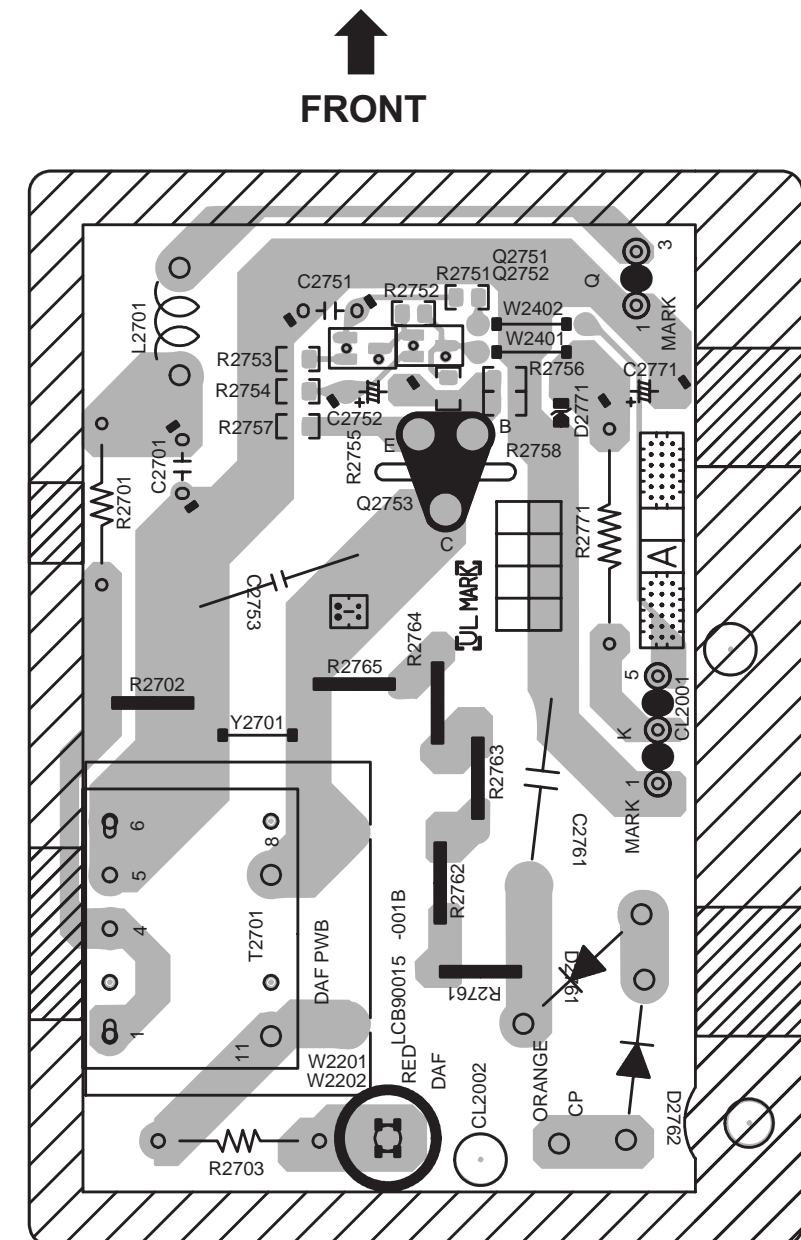 FRONT
Q2751
Q2752
3
C2751
R2751
R2752
Q
W2402
1
MARK
L2701
W2401
R2753
R2756
C2771
R2754
D2771
+
+
C2752
R2757
B
E
R2755
R2758
C2701
R2701
Q2753
R2771
C
A
UL MARK
C2753
R2764
R2765
5
R2702
CL2001
Y2701
K
R2763
1
MARK
6
8
C2761
5
R2762
4
T2701
DAF PWB
LCB90015 -001B
D2761
R2761
1
11
W2201
W2202
RED
DAF
ORANGE
CP
CL2002
D2762
R2703